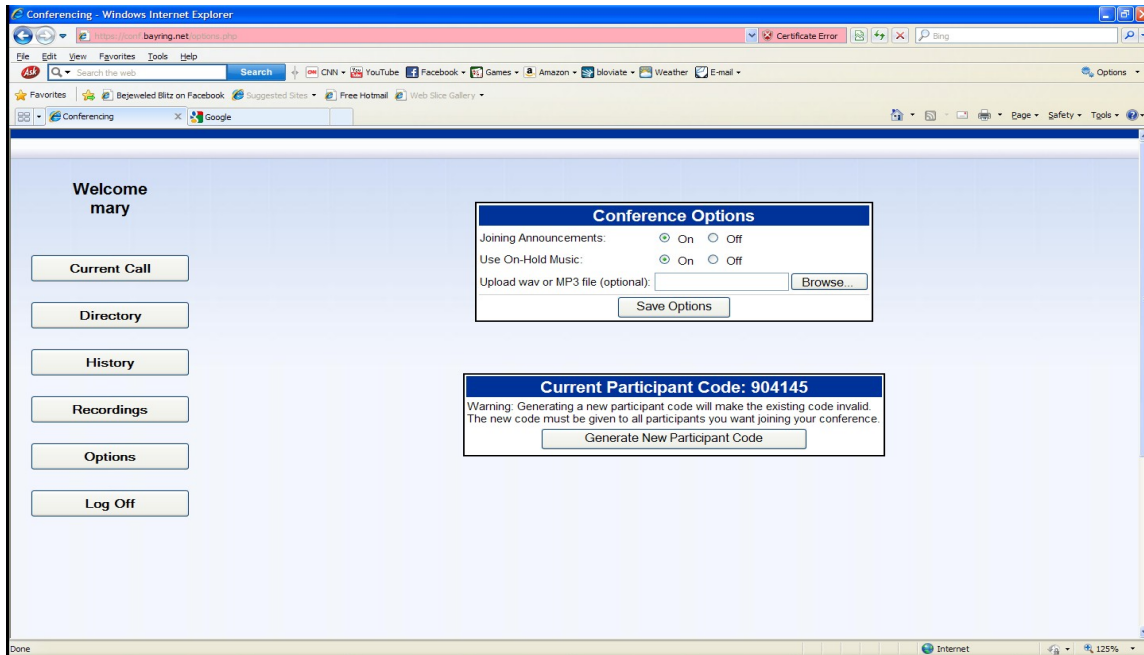 Conferencing - Windows Internet Explorer
https://conf.bayring.net/options.php Certificate Error Bing
File Edit View Favorites Tools Help
Ask Search the web Search CNN YouTube Facebook Games Amazon bloviate Weather E-mail Options
Favorites Bejeweled Blitz on Facebook Suggested Sites Free Hotmail Web Slice Gallery
Conferencing Google Page Safety Tools
Welcome
mary
Current Call
Directory
History
Recordings
Options
Log Off
Conference Options
Joining Announcements: On Off
Use On-Hold Music: On Off
Upload wav or MP3 file (optional): Browse...
Save Options
Current Participant Code: 904145
Warning: Generating a new participant code will make the existing code invalid.
The new code must be given to all participants you want joining your conference.
Generate New Participant Code
Done Internet 125%